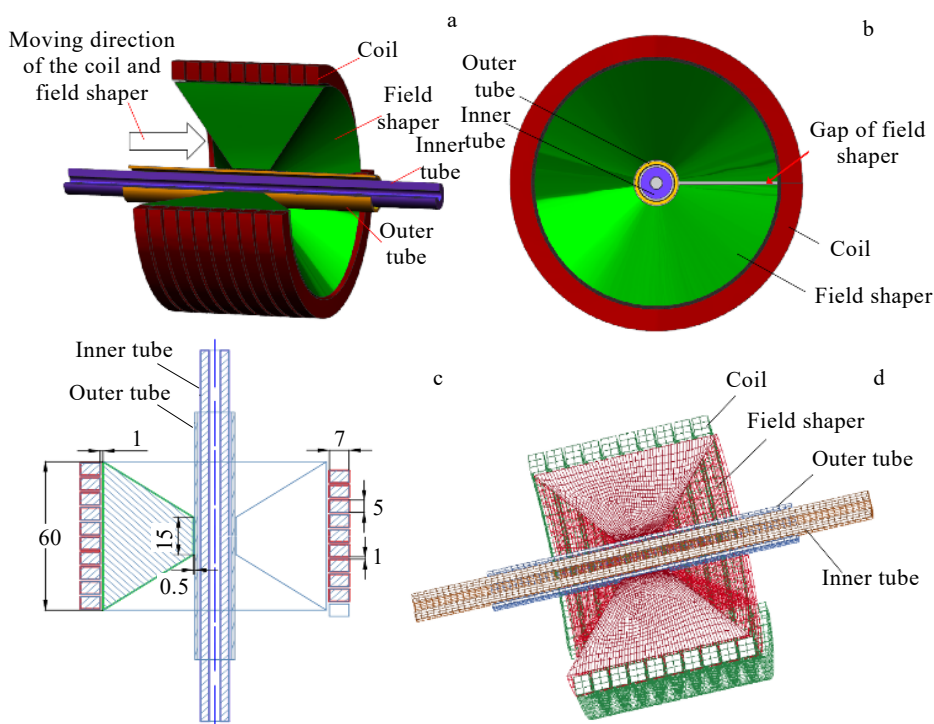 a
Moving direction
of the coil and
field shaper
Coil
Field
shaper
Inner
tube
Outer
tube
b
Outer
tube
Inner
tube
Gap of field
shaper
Coil
Field shaper
c
Inner tube
Outer tube
1
7
60
15
5
1
0.5
d
Coil
Field shaper
Outer tube
Inner tube